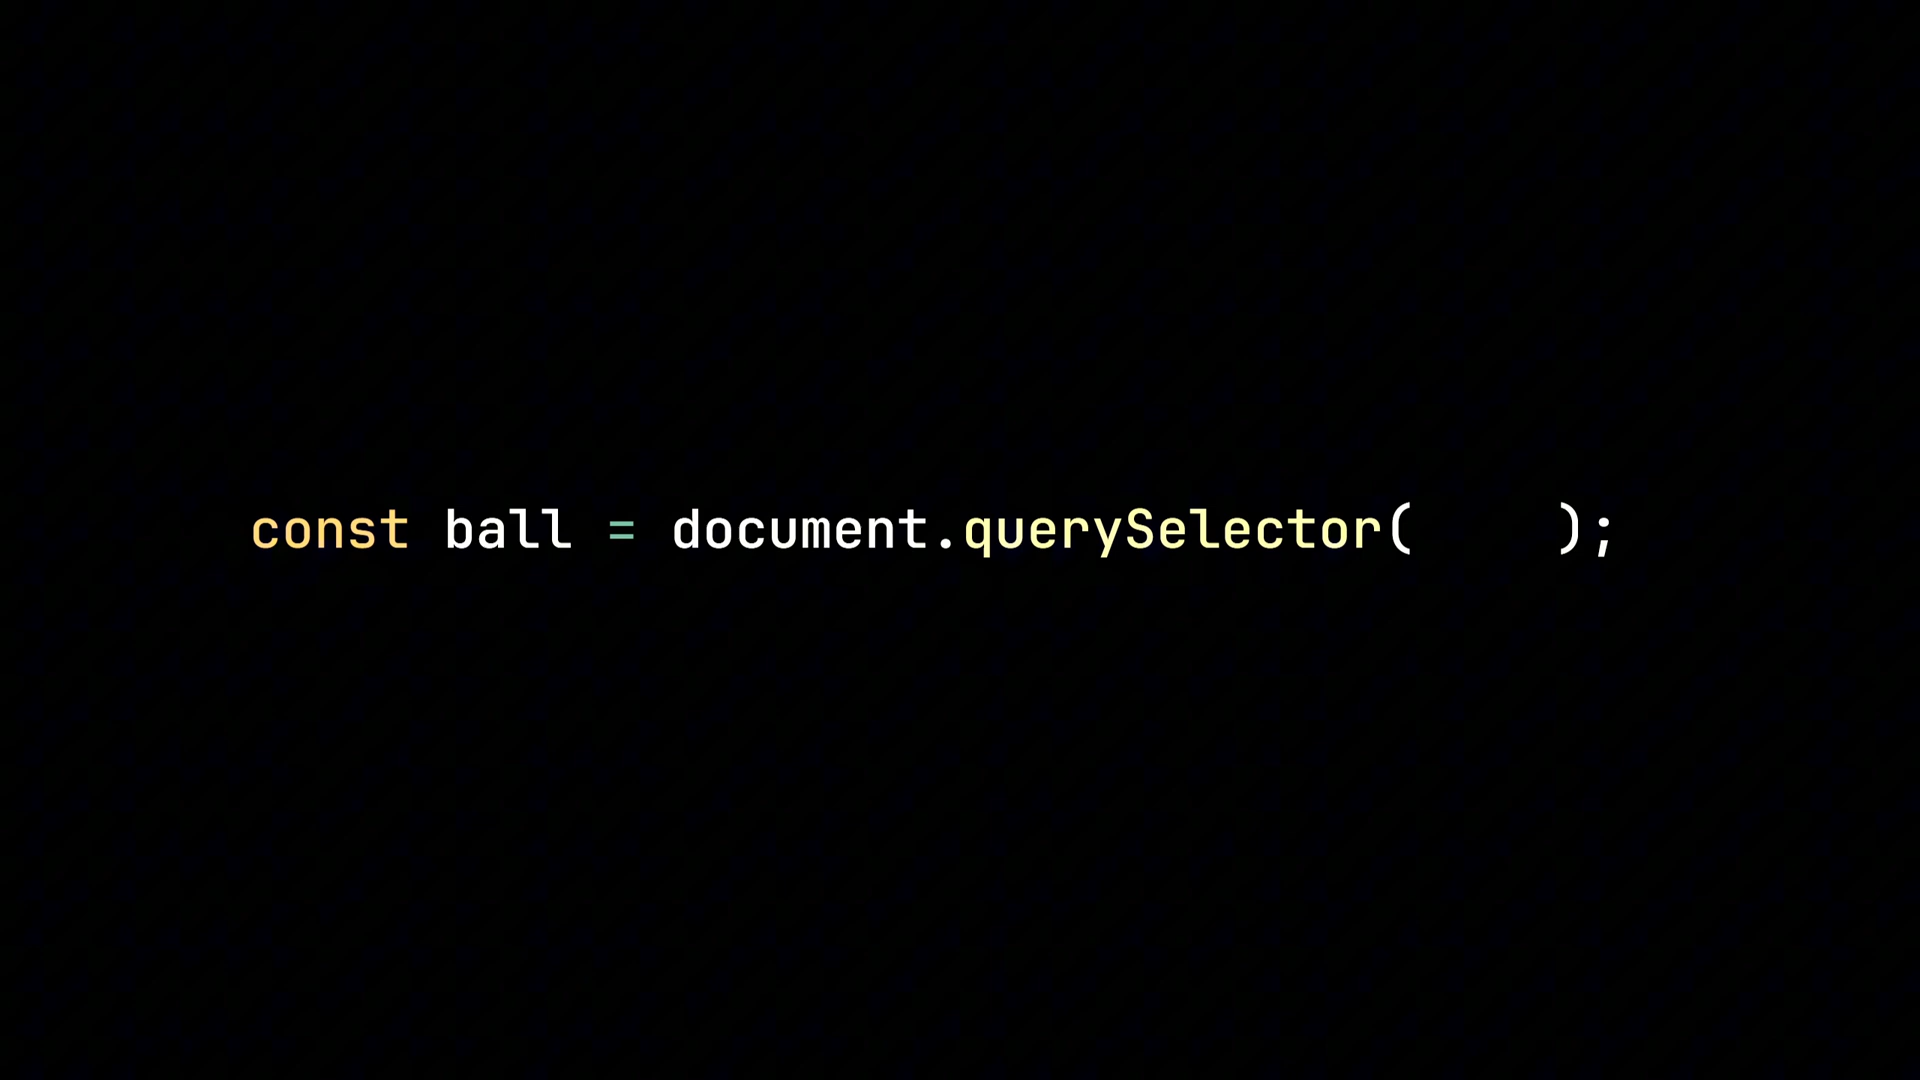 const ball = document.querySelector(    );